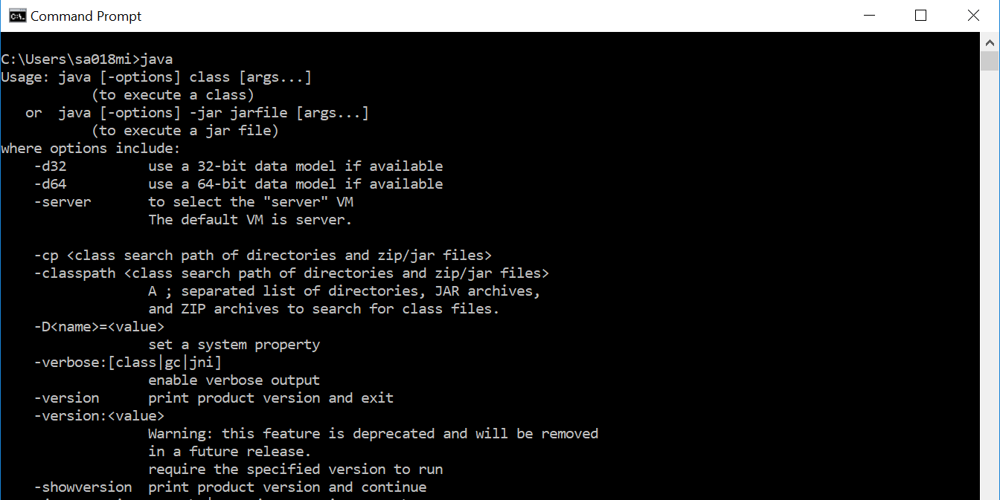 Command Prompt
C:\Users\sa018mi>java
Usage: java [-options] class [args...]
           (to execute a class)
   or  java [-options] -jar jarfile [args...]
           (to execute a jar file)
where options include:
    -d32          use a 32-bit data model if available
    -d64          use a 64-bit data model if available
    -server       to select the "server" VM
                  The default VM is server.

    -cp <class search path of directories and zip/jar files>
    -classpath <class search path of directories and zip/jar files>
                  A ; separated list of directories, JAR archives,
                  and ZIP archives to search for class files.
    -D<name>=<value>
                  set a system property
    -verbose:[class|gc|jni]
                  enable verbose output
    -version      print product version and exit
    -version:<value>
                  Warning: this feature is deprecated and will be removed
                  in a future release.
                  require the specified version to run
    -showversion  print product version and continue